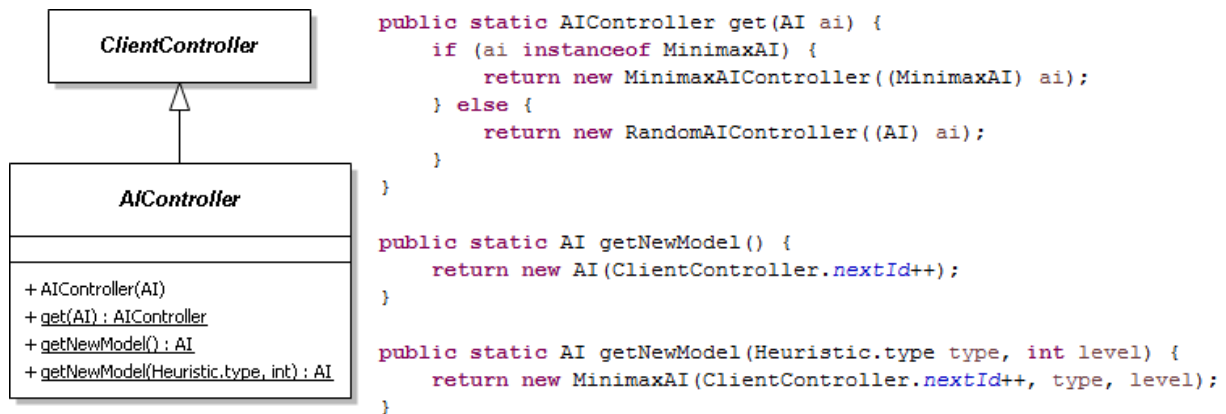 ClientController
AIController
+ AIController(AI)
+ get(AI) : AIController
+ getNewModel() : AI
+ getNewModel(Heuristic.type, int) : AI
public static AIController get(AI ai) {
    if (ai instanceof MinimaxAI) {
        return new MinimaxAIController((MinimaxAI) ai);
    } else {
        return new RandomAIController((AI) ai);
    }
}
public static AI getNewModel() {
    return new AI(ClientController.nextId++);
}
public static AI getNewModel(Heuristic.type type, int level) {
    return new MinimaxAI(ClientController.nextId++, type, level);
}